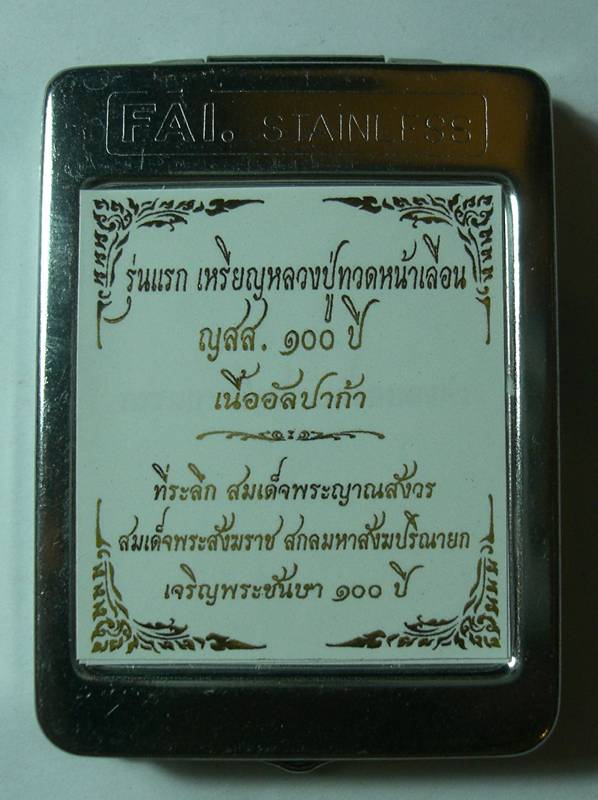 FAI. STAINLESS
รุ่นแรก เหรียญหลวงปู่ทวดหน้าเลื่อน
ญสส. ๑๐๐ ปี
เนื้ออัลปาก้า
ที่ระลึก สมเด็จพระญาณสังวร
สมเด็จพระสังฆราช สกลมหาสังฆปริณายก
เจริญพระชันษา ๑๐๐ ปี